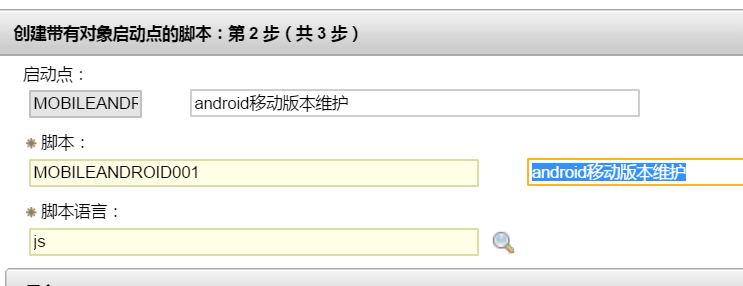 创建带有对象启动点的脚本：第 2 步（共 3 步）
启动点：
MOBILEANDR android移动版本维护
脚本：
MOBILEANDROID001 android移动版本维护
脚本语言：
js